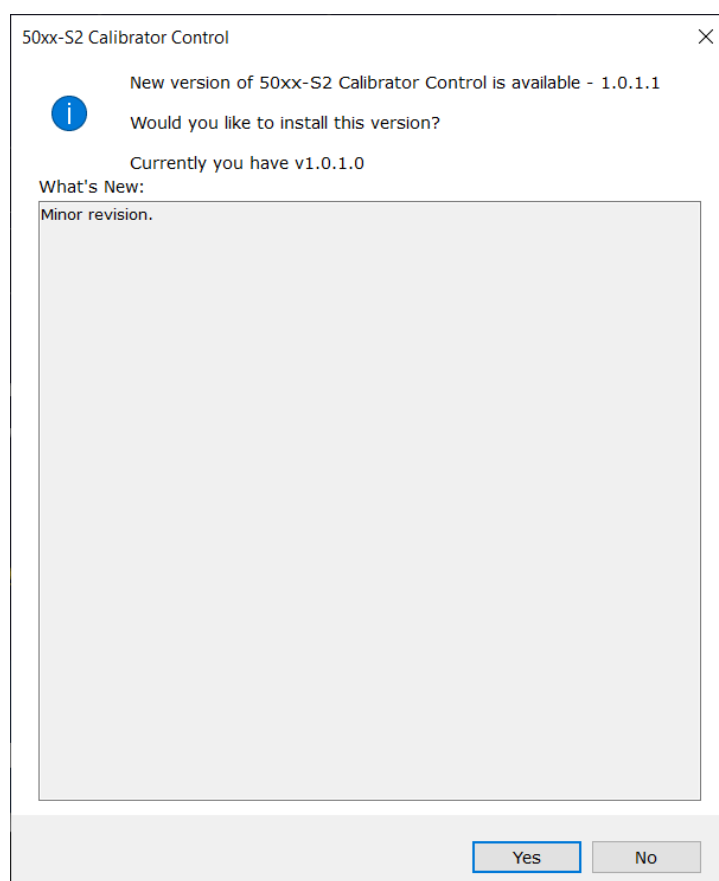 50xx-S2 Calibrator Control
New version of 50xx-S2 Calibrator Control is available - 1.0.1.1
Would you like to install this version?
Currently you have v1.0.1.0
What's New:
Minor revision.
Yes
No